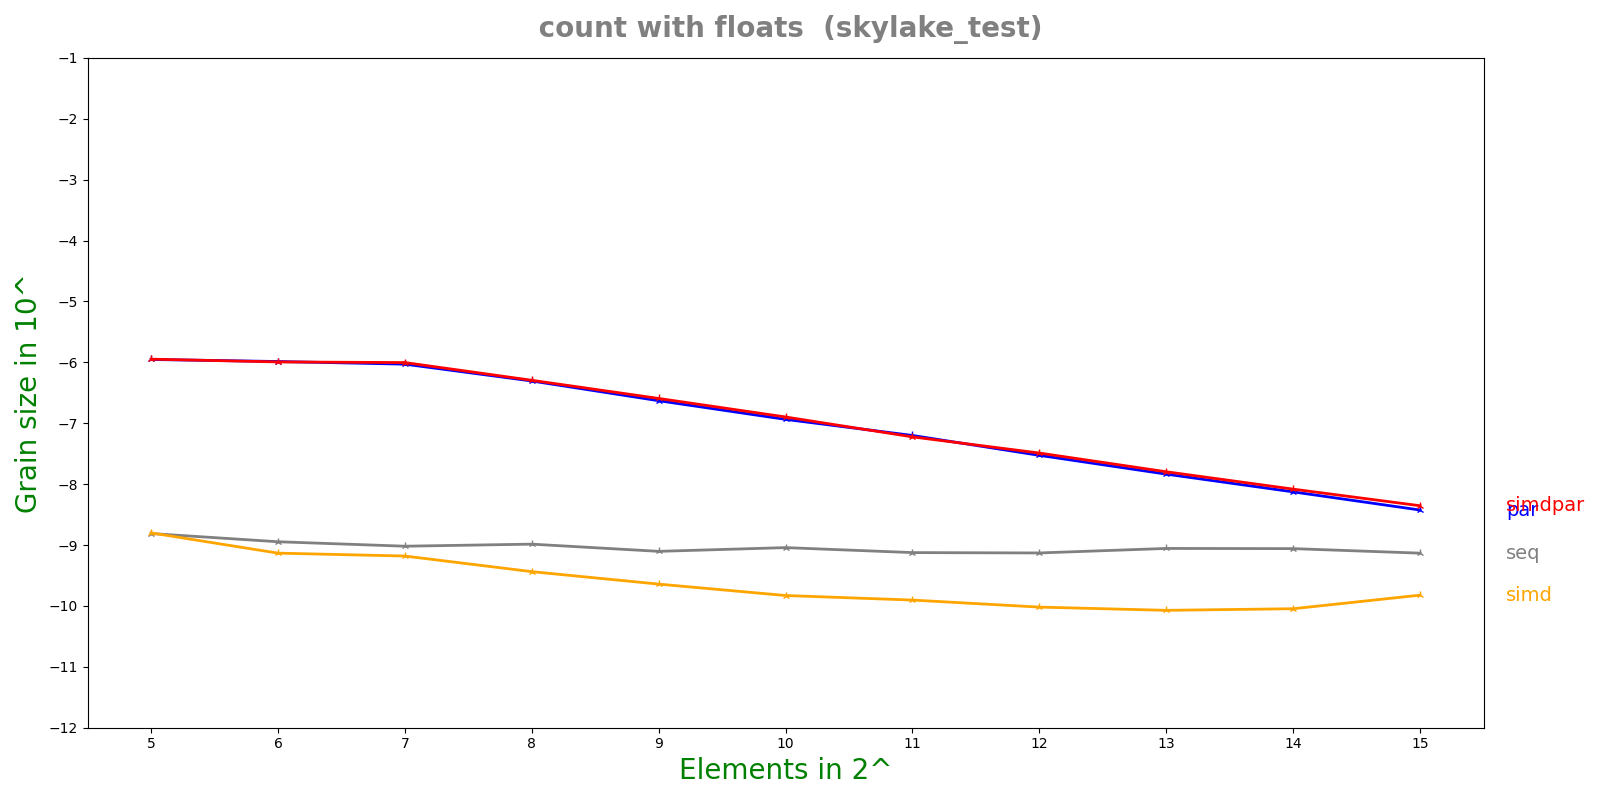 count with floats  (skylake_test)
Grain size in 10^
−1
−2
−3
−4
−5
−6
−7
−8
−9
−10
−11
−12
simdpar
par
seq
simd
5 6 7 8 9 10 11 12 13 14 15
Elements in 2^